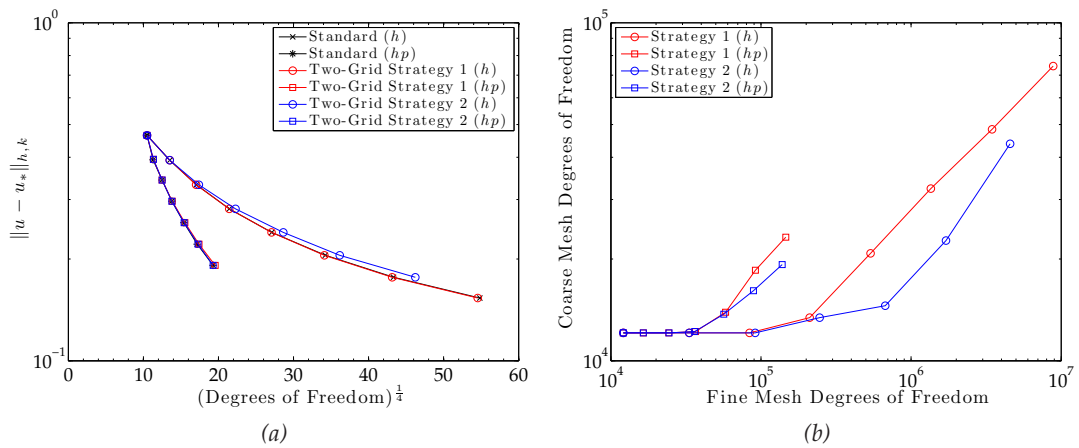 10^0
Standard (h)
Standard (hp)
Two-Grid Strategy 1 (h)
Two-Grid Strategy 1 (hp)
Two-Grid Strategy 2 (h)
Two-Grid Strategy 2 (hp)
‖u − u_*‖_{h,k}
10^{-1}
0 10 20 30 40 50 60
(Degrees of Freedom)^{1/4}
(a)
10^5
Strategy 1 (h)
Strategy 1 (hp)
Strategy 2 (h)
Strategy 2 (hp)
Coarse Mesh Degrees of Freedom
10^4
10^4 10^5 10^6 10^7
Fine Mesh Degrees of Freedom
(b)